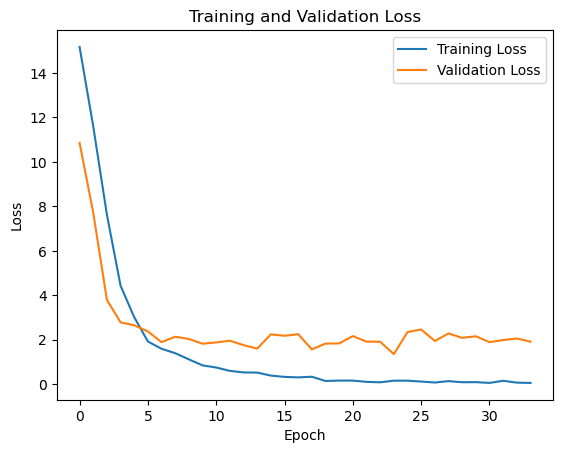 Training and Validation Loss
Training Loss
Validation Loss
14
12
10
8
6
4
2
0
Loss
0 5 10 15 20 25 30
Epoch